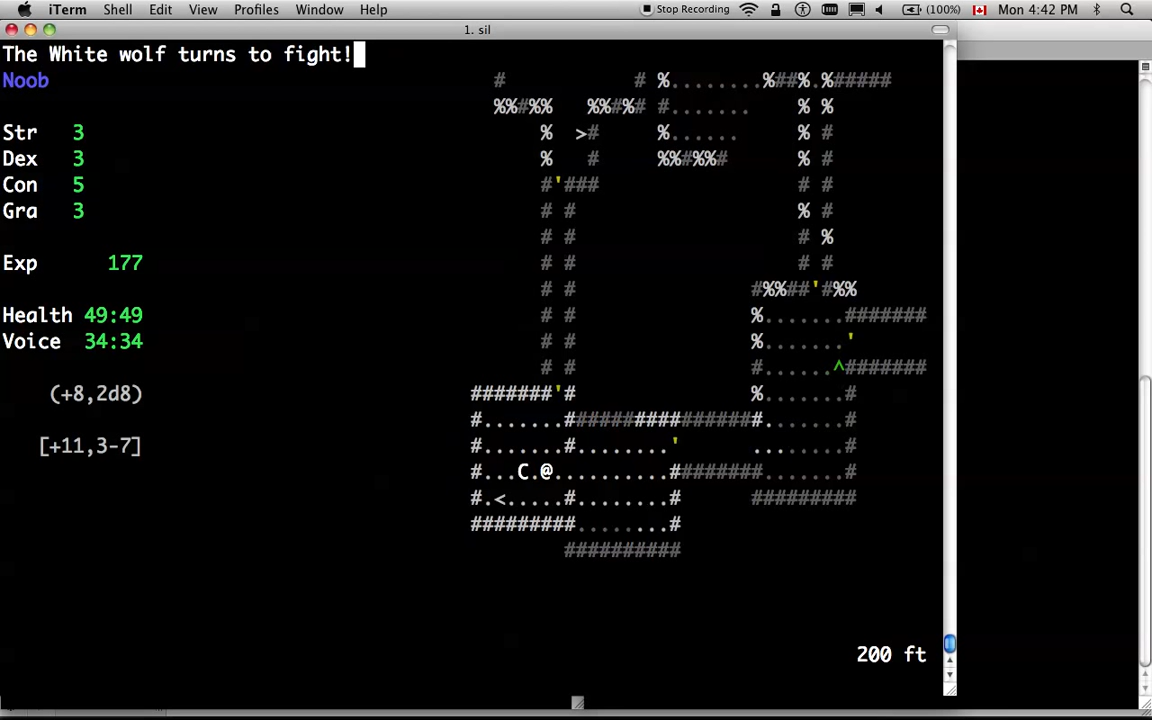 iTerm Shell Edit View Profiles Window Help Stop Recording (100%) Mon 4:42 PM
1. sil
The White wolf turns to fight!
Noob # # %........%##%.%#####
%%#%% %%#%# #....... % %
Str 3 % ># %...... % #
Dex 3 % # %%#%%# % #
Con 5 #'### # #
Gra 3 # # % #
# # # %
Exp 177 # # # #
# # #%%##'#%%
Health 49:49 # # %.......#######
Voice 34:34 # # %.......'
# # #......^#######
(+8,2d8) #######'# %.......#
#.......################.......#
[+11,3-7] #.......#........' ........#
#...C.@..........########.......#
#.<.....#........# #########
#################.#
##########
200 ft